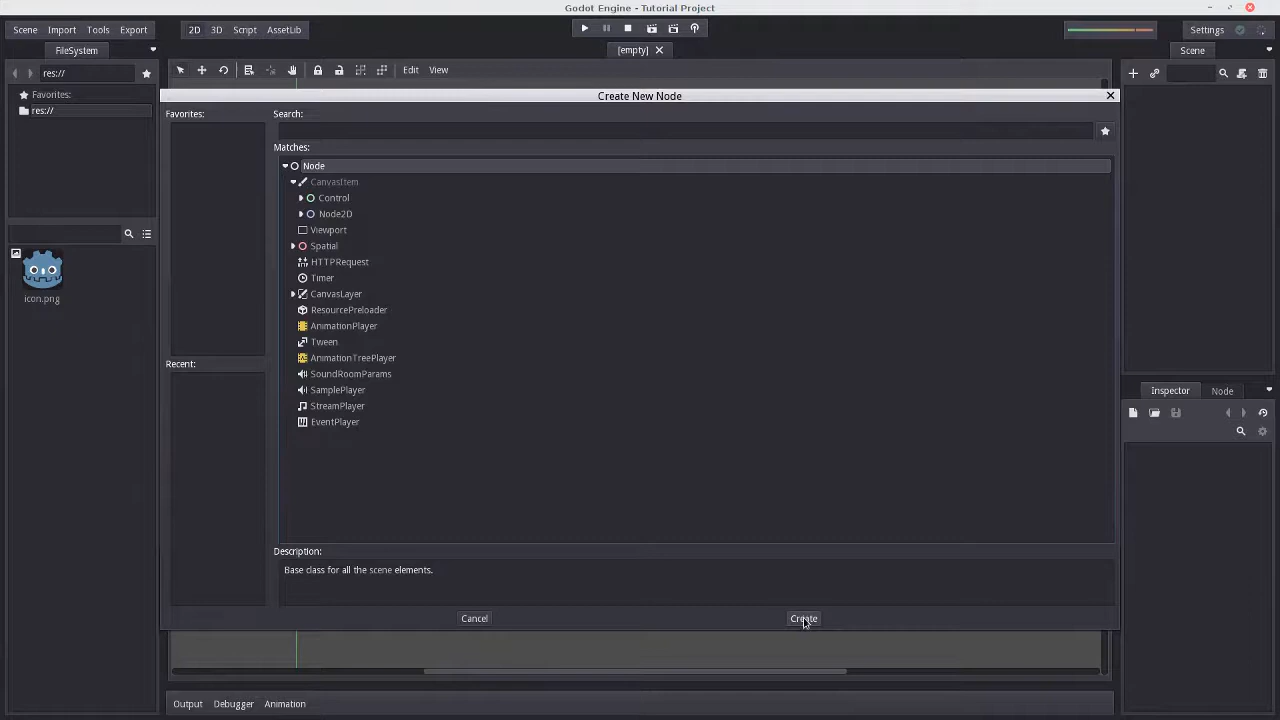 Godot Engine - Tutorial Project
Scene Import Tools Export 2D 3D Script AssetLib Settings
FileSystem [empty] Scene
res:// Edit View
Favorites:
res://
icon.png
Create New Node
Favorites:
Recent:
Search:
Matches:
Node
CanvasItem
Control
Node2D
Viewport
Spatial
HTTPRequest
Timer
CanvasLayer
ResourcePreloader
AnimationPlayer
Tween
AnimationTreePlayer
SoundRoomParams
SamplePlayer
StreamPlayer
EventPlayer
Description:
Base class for all the scene elements.
Cancel Create
Inspector Node
Output Debugger Animation